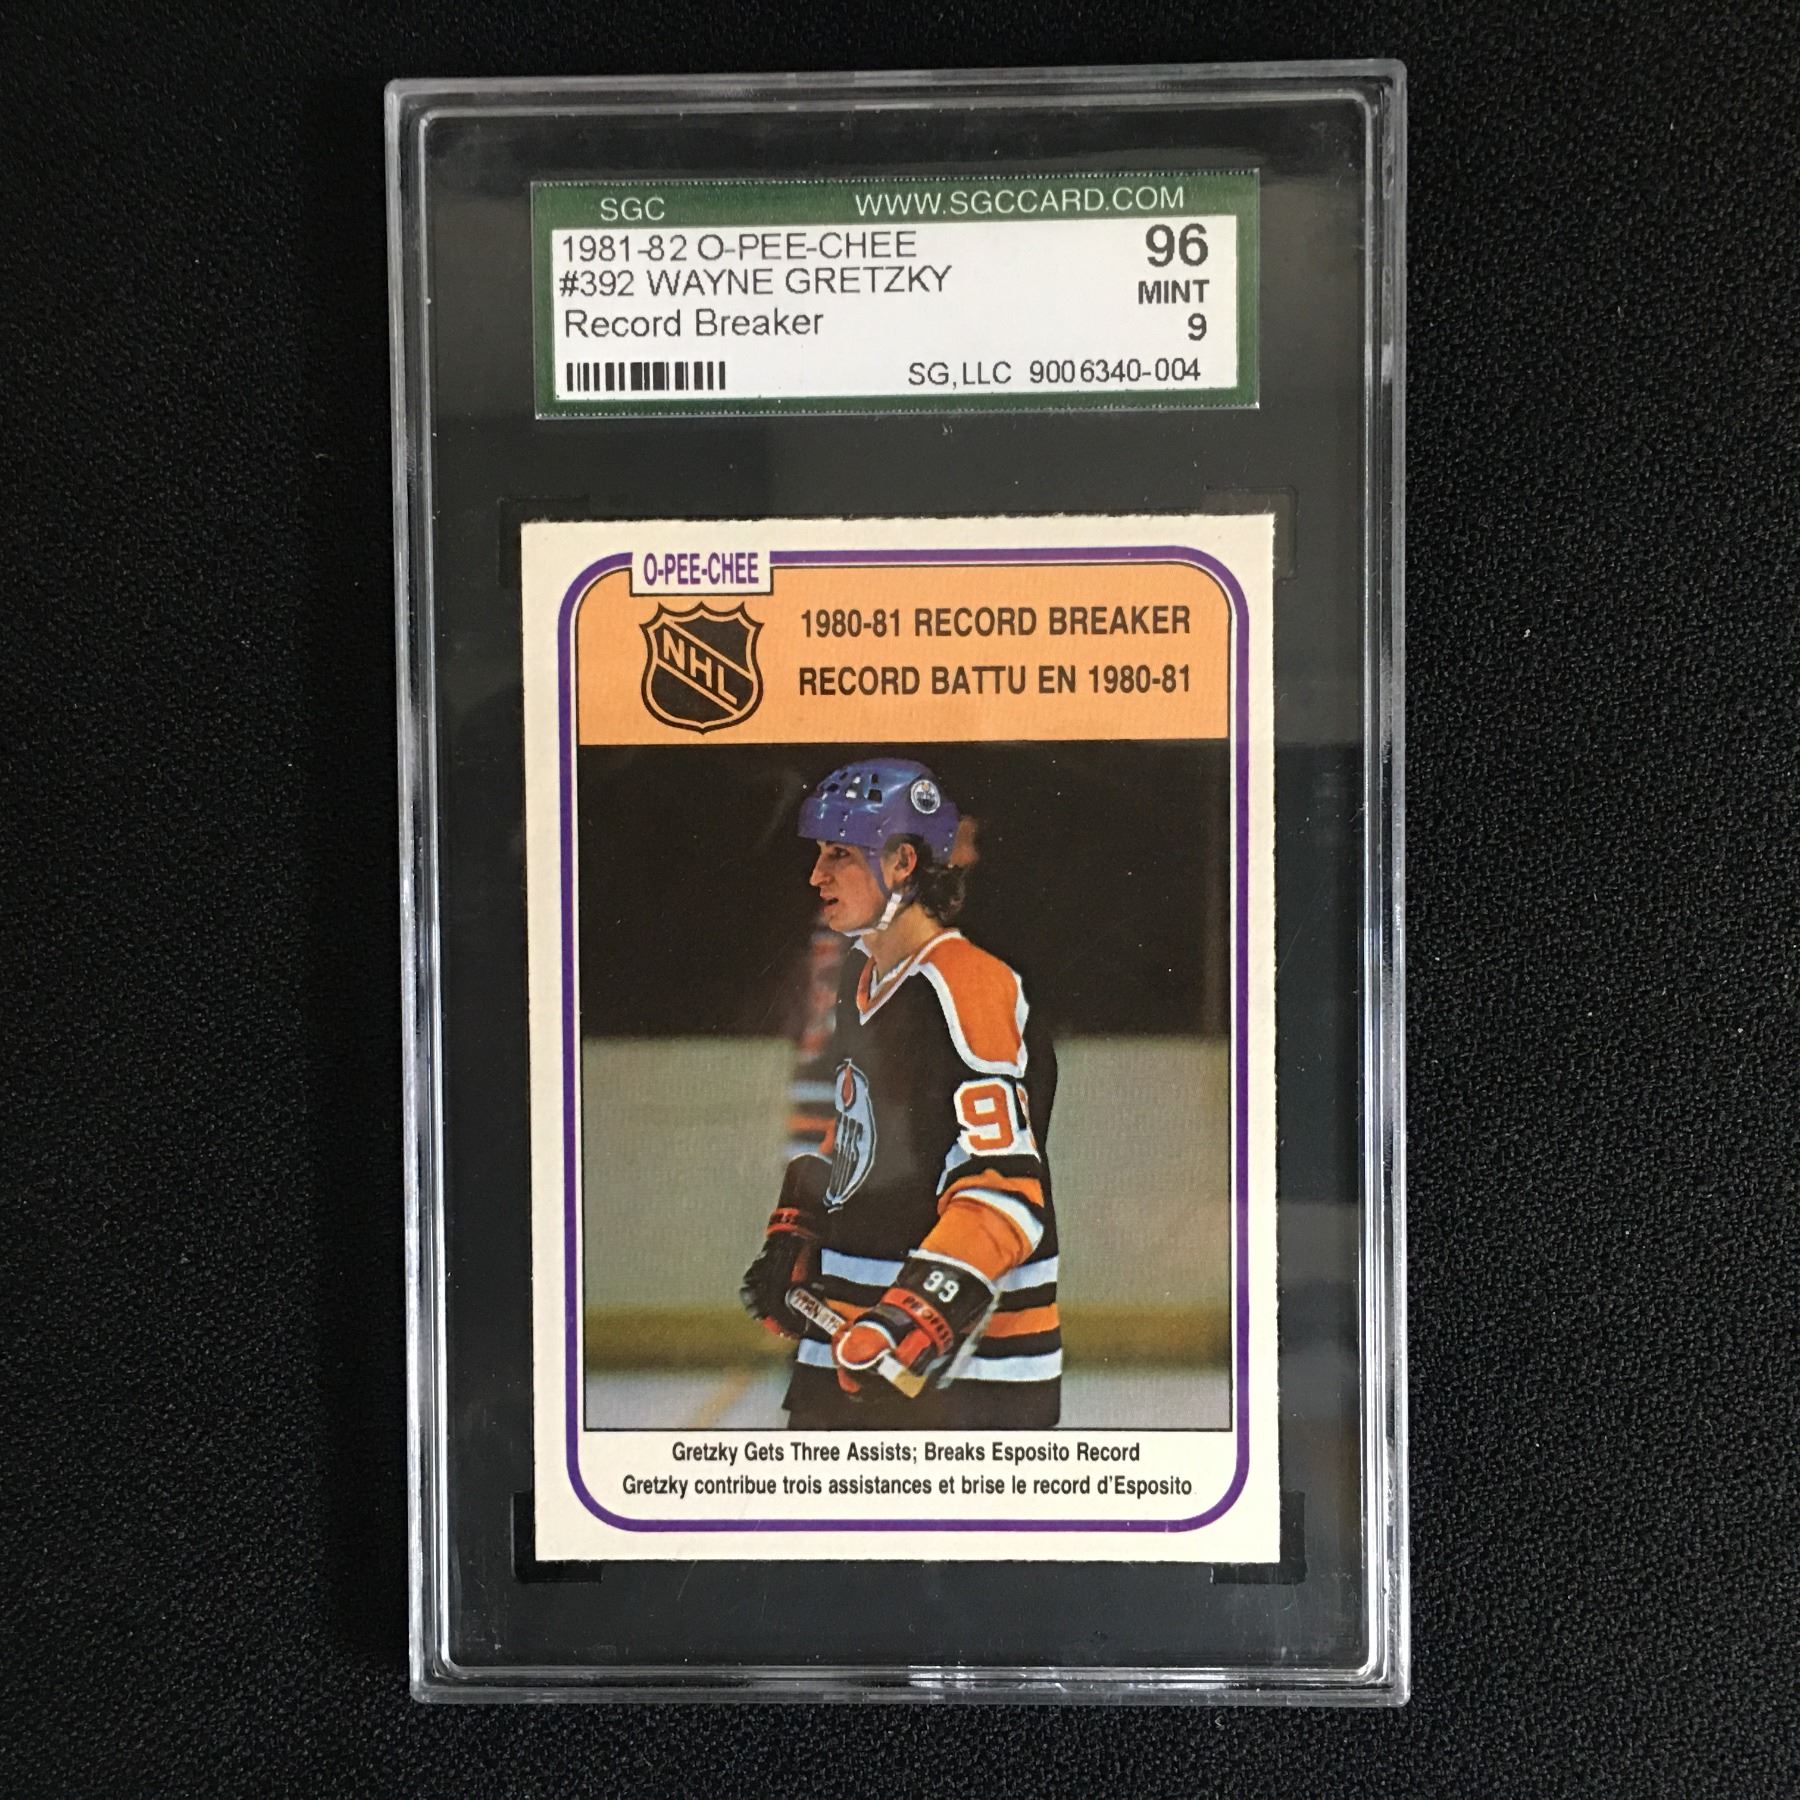 SGC WWW.SGCCARD.COM
1981-82 O-PEE-CHEE 96
#392 WAYNE GRETZKY MINT
Record Breaker 9
SG,LLC 9006340-004
O-PEE-CHEE
NHL
1980-81 RECORD BREAKER
RECORD BATTU EN 1980-81
99
99
Gretzky Gets Three Assists; Breaks Esposito Record
Gretzky contribue trois assistances et brise le record d'Esposito